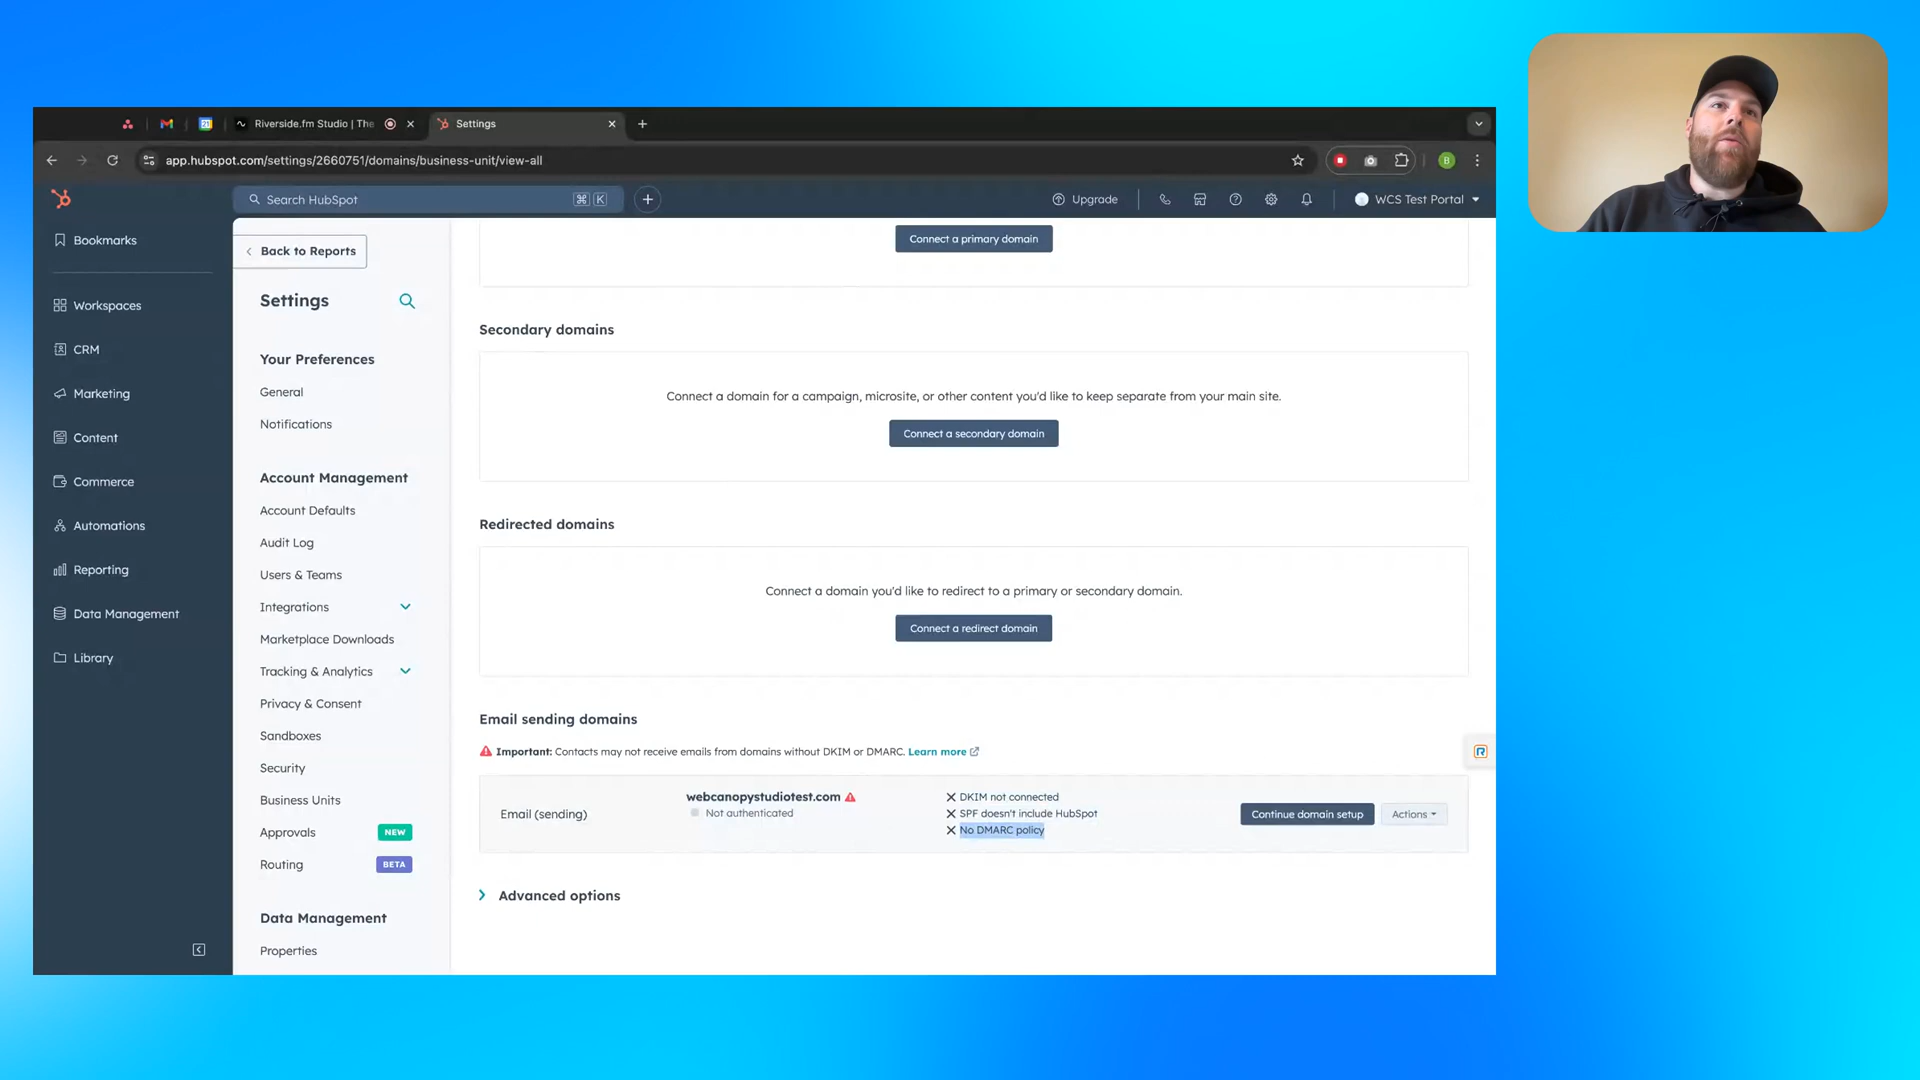 Riverside.fm Studio | The
Settings
app.hubspot.com/settings/2660751/domains/business-unit/view-all
B
Search HubSpot
⌘ K
Upgrade
WCS Test Portal
Bookmarks
Workspaces
CRM
Marketing
Content
Commerce
Automations
Reporting
Data Management
Library
Back to Reports
Settings
Your Preferences
General
Notifications
Account Management
Account Defaults
Audit Log
Users & Teams
Integrations
Marketplace Downloads
Tracking & Analytics
Privacy & Consent
Sandboxes
Security
Business Units
Approvals NEW
Routing BETA
Data Management
Properties
Connect a primary domain
Secondary domains
Connect a domain for a campaign, microsite, or other content you'd like to keep separate from your main site.
Connect a secondary domain
Redirected domains
Connect a domain you'd like to redirect to a primary or secondary domain.
Connect a redirect domain
Email sending domains
Important: Contacts may not receive emails from domains without DKIM or DMARC. Learn more
Email (sending)
webcanopystudiotest.com
Not authenticated
DKIM not connected
SPF doesn't include HubSpot
No DMARC policy
Continue domain setup
Actions
Advanced options